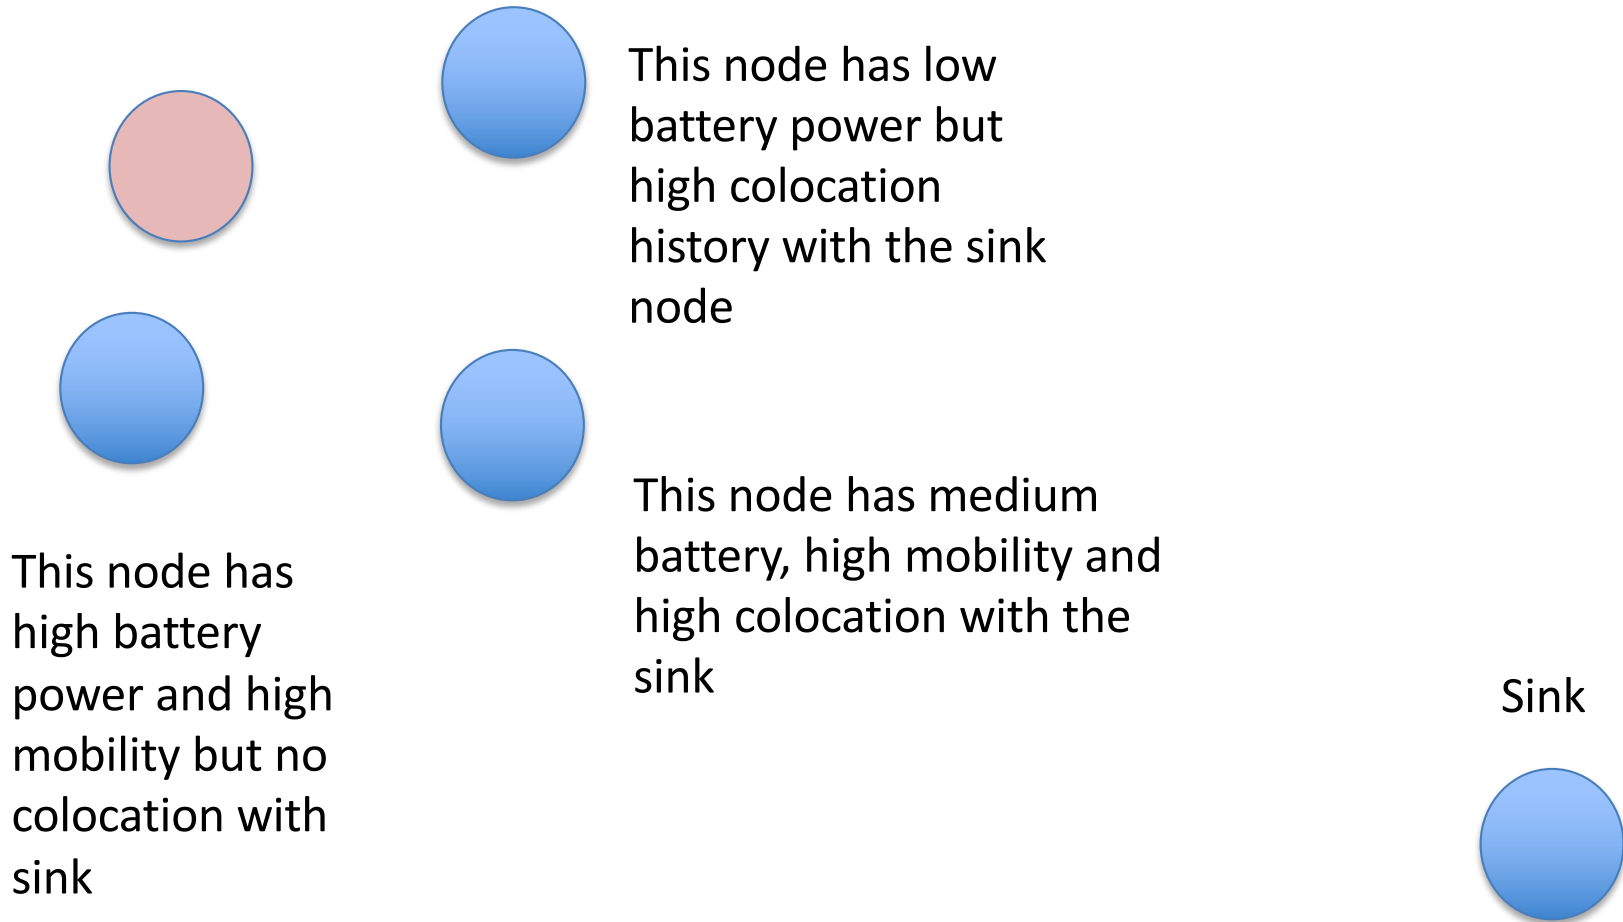 This node has low
battery power but
high colocation
history with the sink
node
This node has medium
battery, high mobility and
high colocation with the
sink
This node has
high battery
power and high
mobility but no
colocation with
sink
Sink